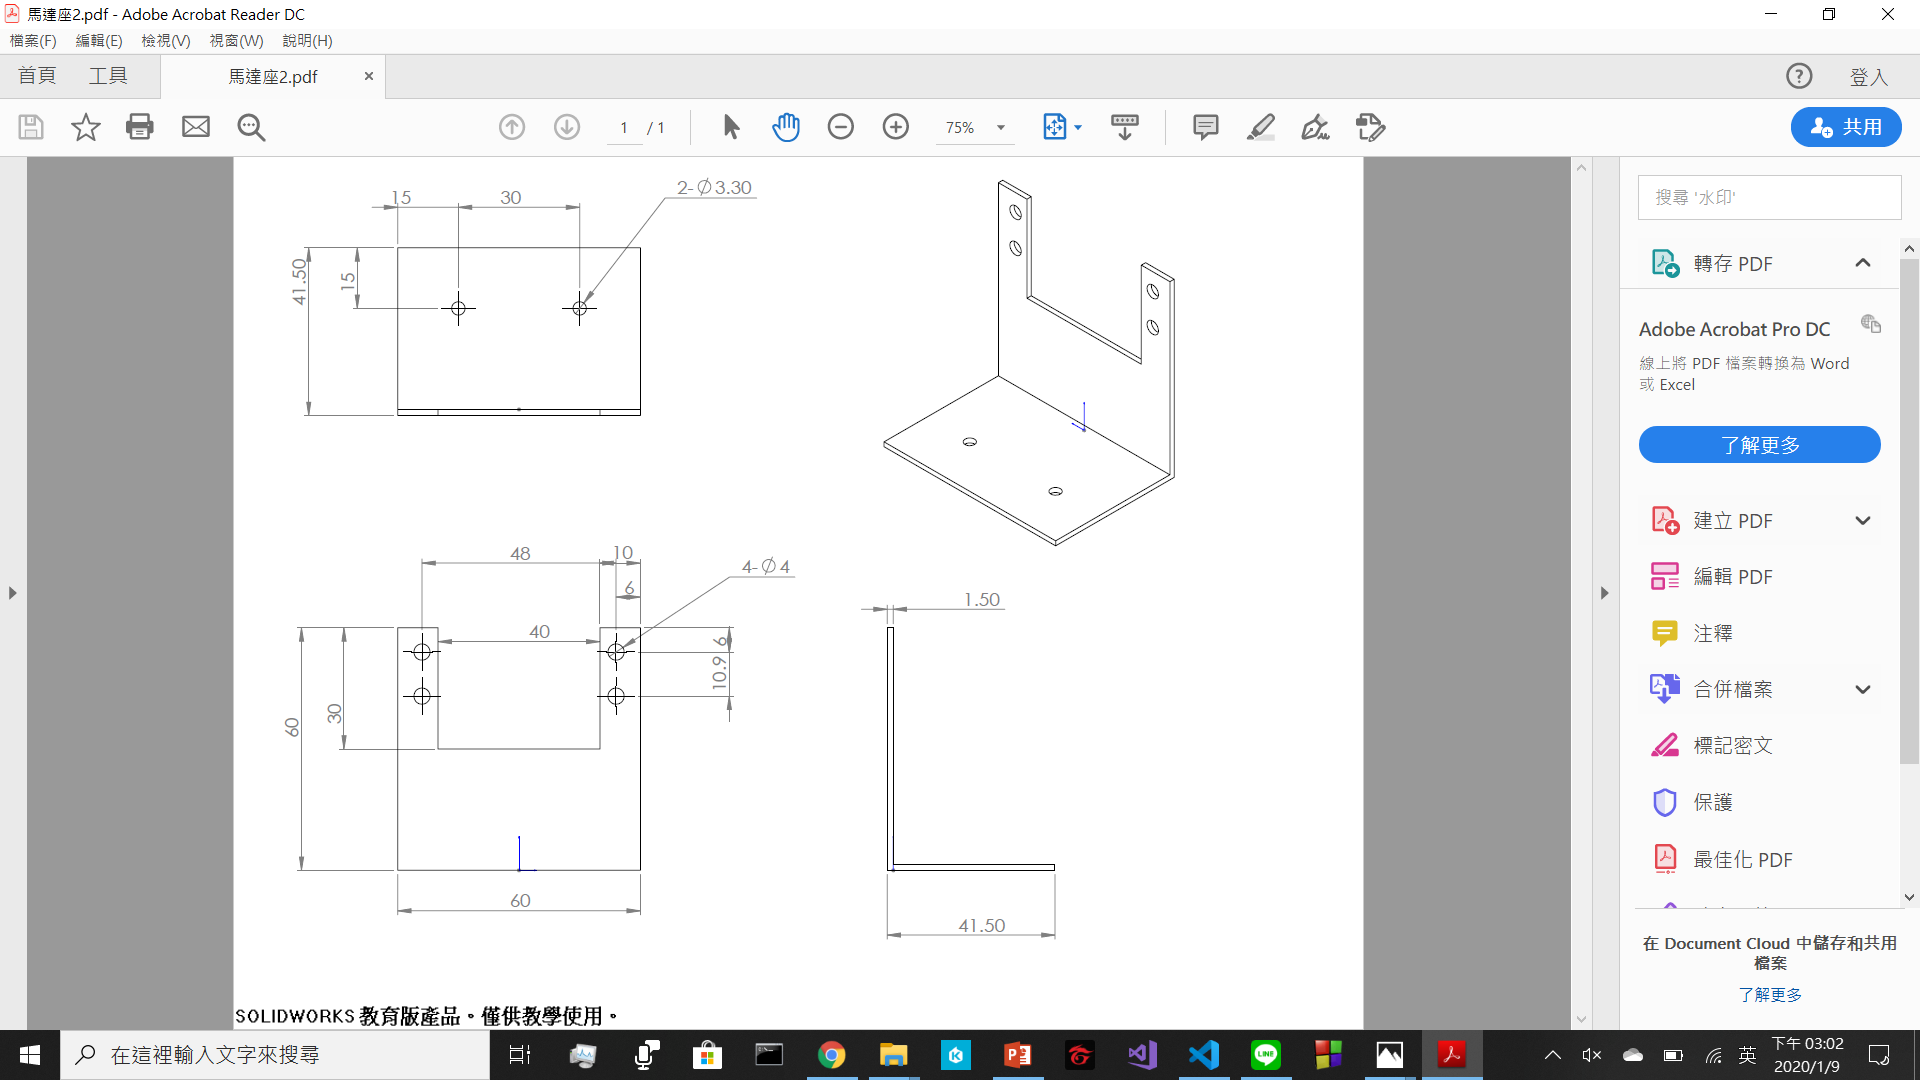 馬達座2.pdf - Adobe Acrobat Reader DC
檔案(F) 編輯(E) 檢視(V) 視窗(W) 說明(H)
首頁 工具 馬達座2.pdf × ? 登入
1 / 1 75% 共用
15 30 2-Ø3.30
41.50 15
48 10 4-Ø4
6
40
6
10.9
60 30
60
1.50
41.50
SOLIDWORKS 教育版產品。僅供教學使用。
搜尋 '水印'
轉存 PDF
Adobe Acrobat Pro DC
線上將 PDF 檔案轉換為 Word
或 Excel
了解更多
建立 PDF
編輯 PDF
注釋
合併檔案
標記密文
保護
最佳化 PDF
在 Document Cloud 中儲存和共用
檔案
了解更多
在這裡輸入文字來搜尋
英
下午 03:02
2020/1/9